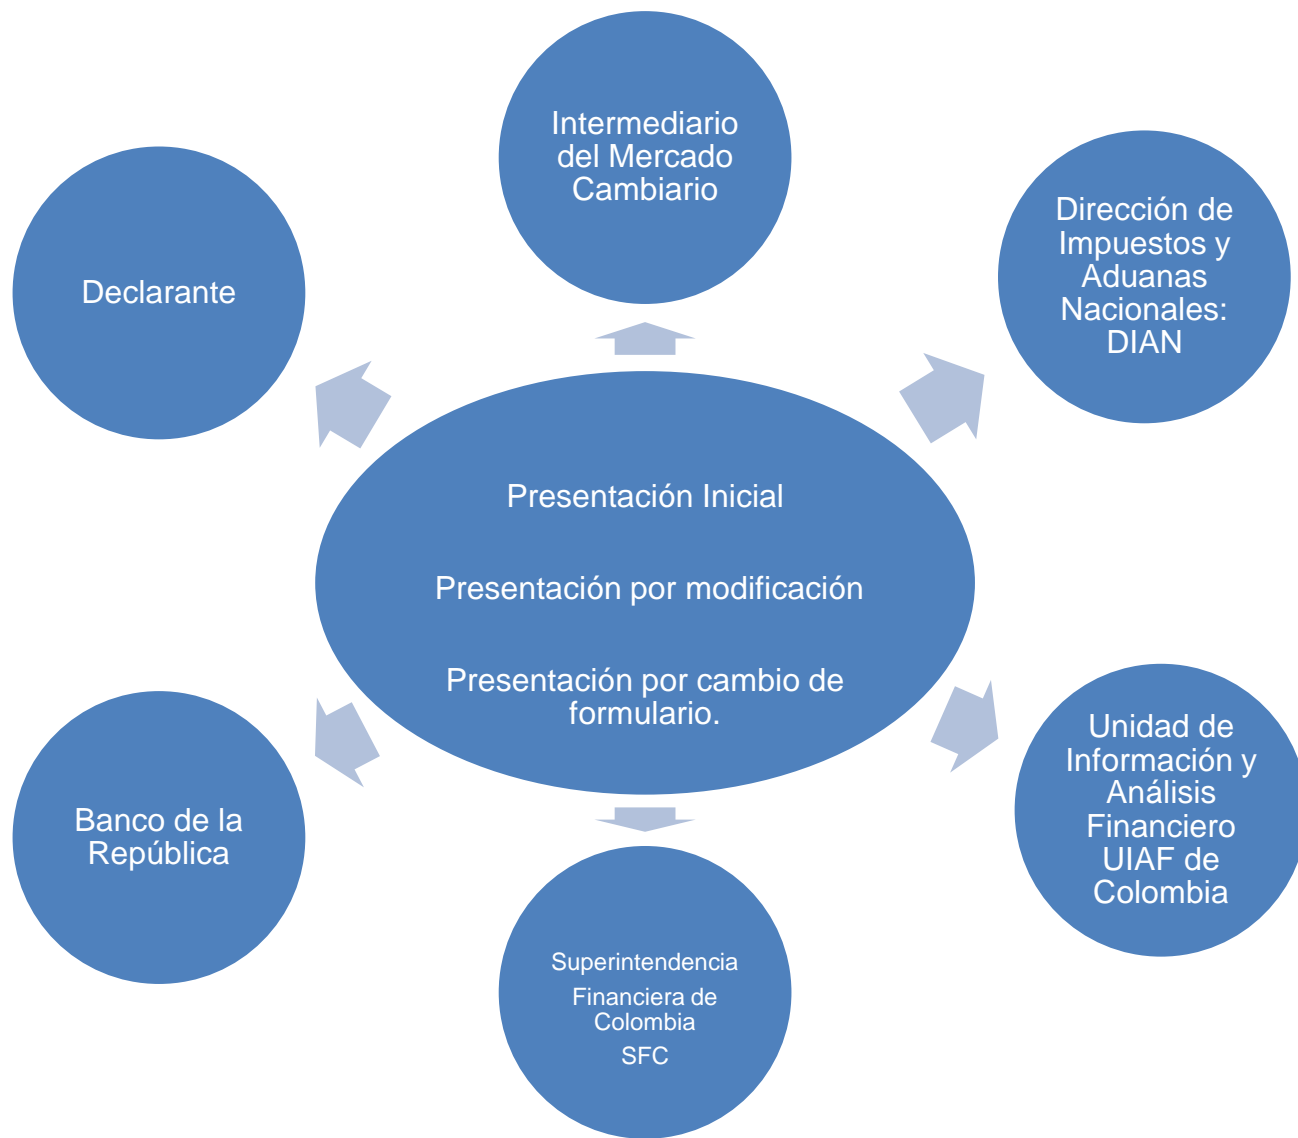 Intermediario
del Mercado
Cambiario
Dirección de
Impuestos y
Aduanas
Nacionales:
DIAN
Declarante
Presentación Inicial
Presentación por modificación
Presentación por cambio de
formulario.
Unidad de
Información y
Análisis
Financiero
UIAF de
Colombia
Banco de la
República
Superintendencia
Financiera de
Colombia
SFC